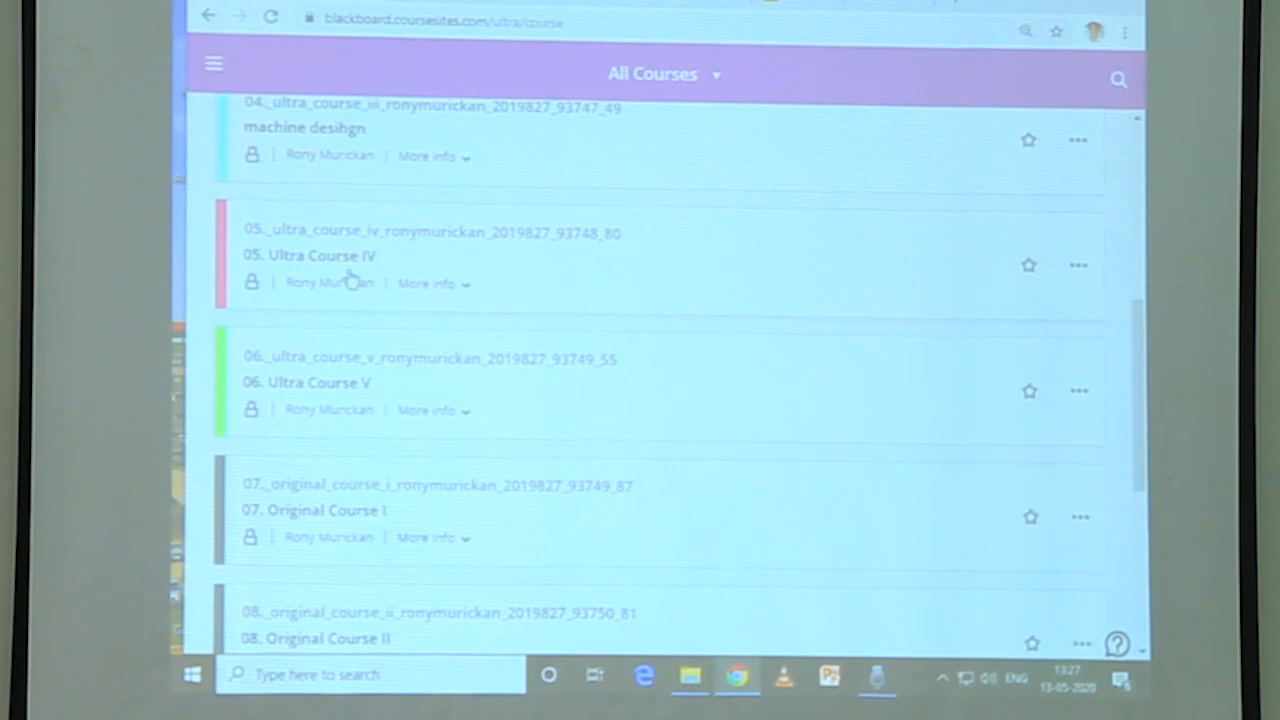 blackboard.coursesites.com/ultra/course
All Courses
04._ultra_course_iii_ronymurickan_2019827_93747_49
machine desihgn
Rony Murickan | More info
05._ultra_course_iv_ronymurickan_2019827_93748_80
05. Ultra Course IV
Rony Murickan | More info
06._ultra_course_v_ronymurickan_2019827_93749_55
06. Ultra Course V
Rony Murickan | More info
07._original_course_i_ronymurickan_2019827_93749_87
07. Original Course I
Rony Murickan | More info
08._original_course_ii_ronymurickan_2019827_93750_81
08. Original Course II
Type here to search
ENG
13:27
13-05-2020